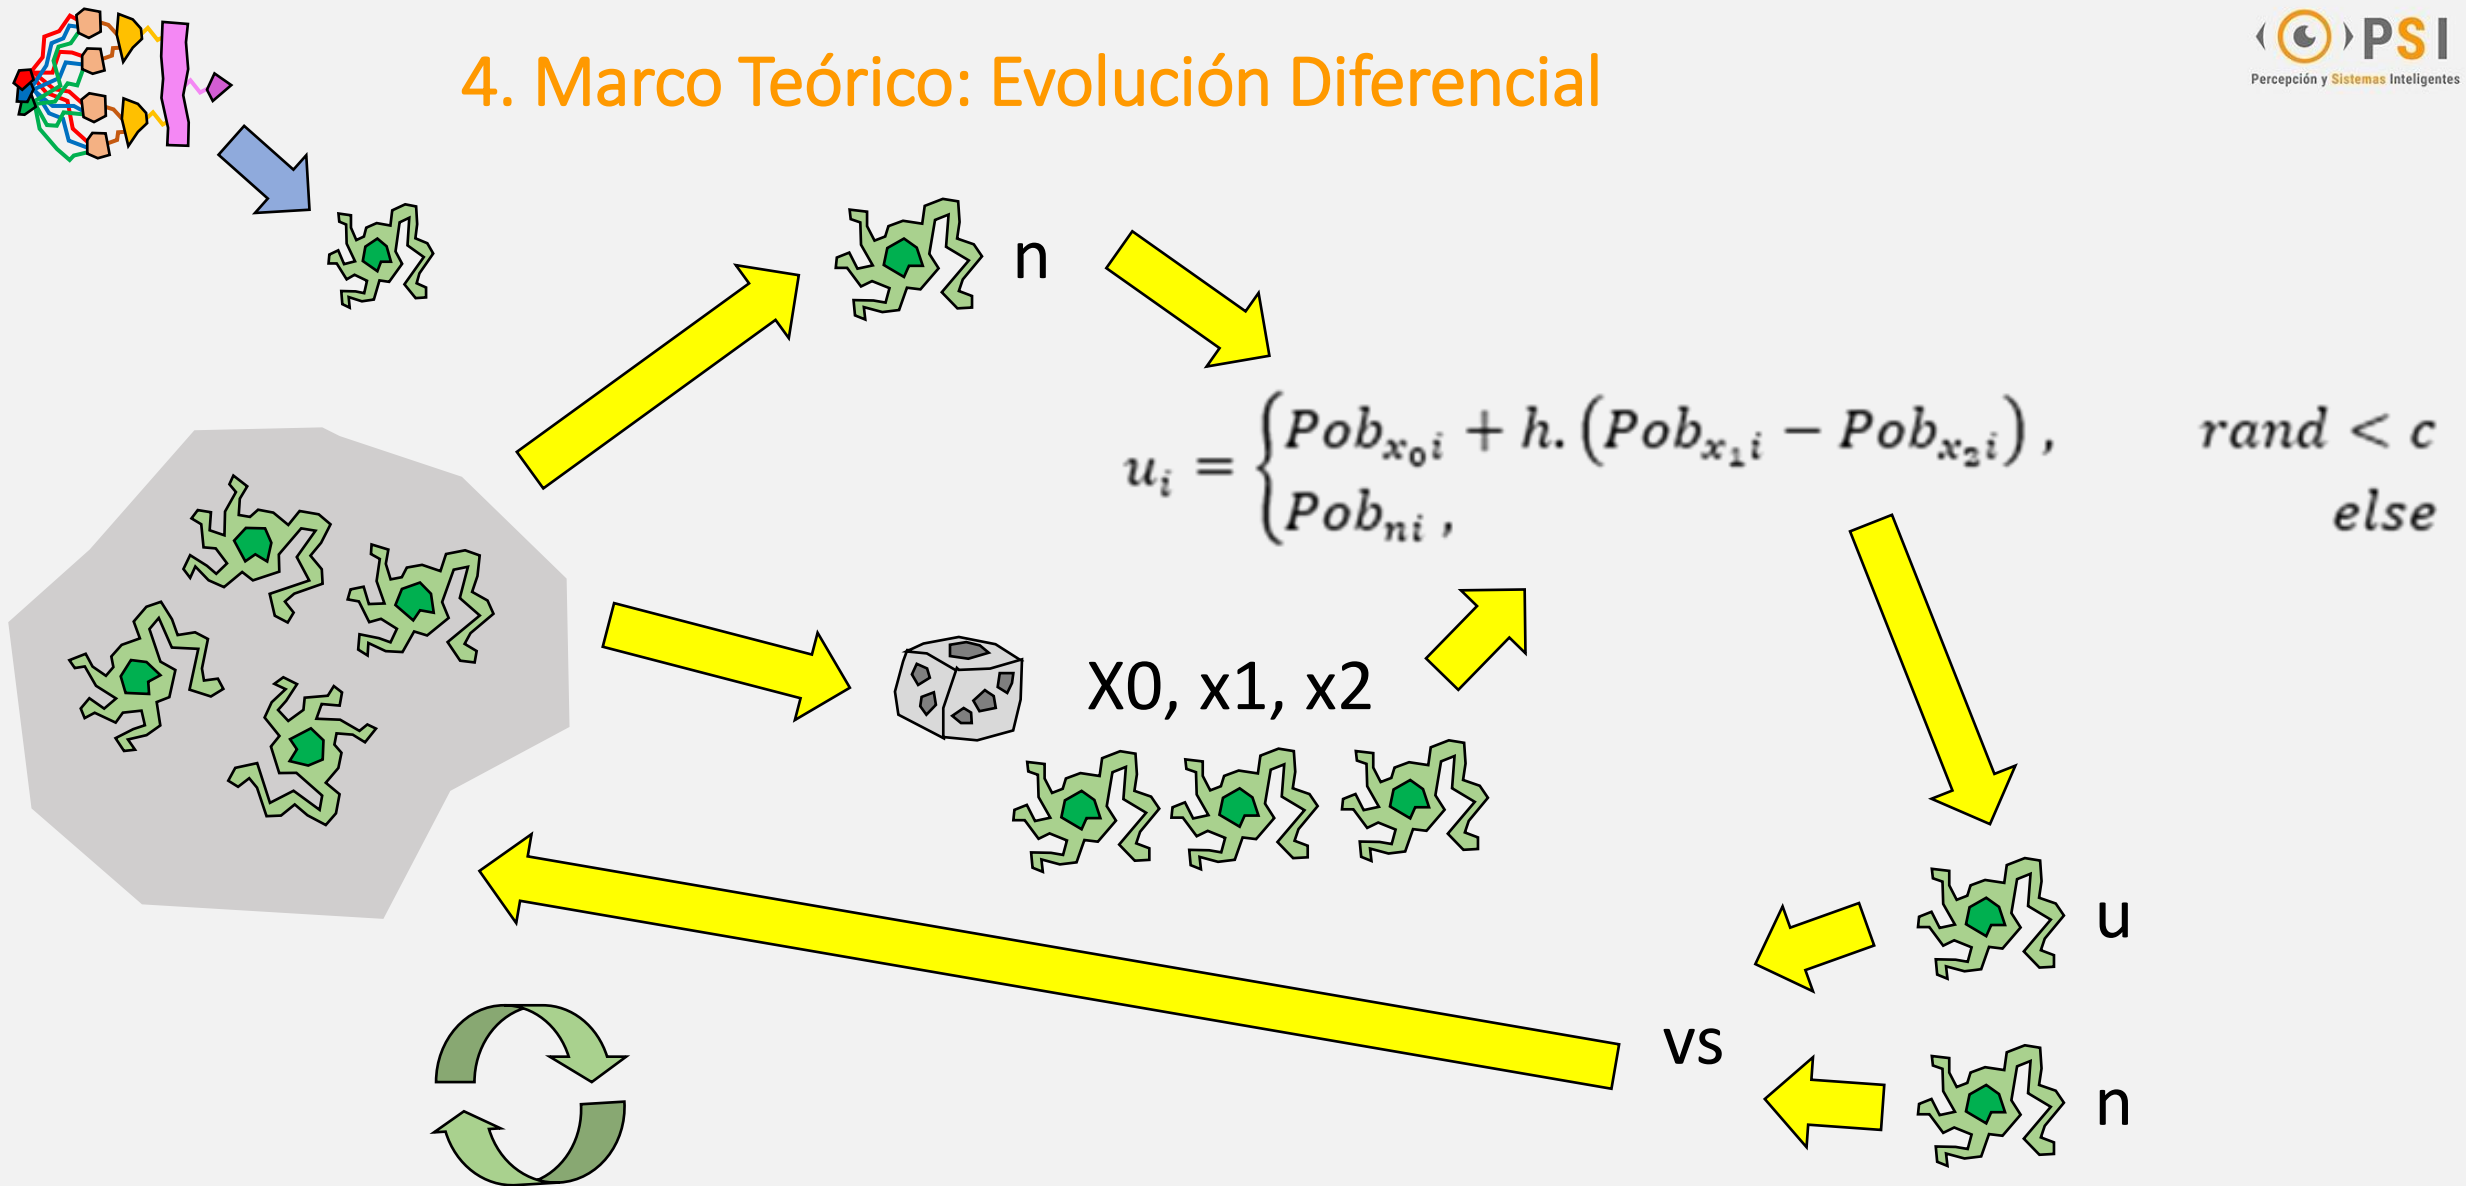 4. Marco Teórico: Evolución Diferencial
PSI
Percepción y Sistemas Inteligentes
n
u_i = { Pob_{x_0 i} + h. (Pob_{x_1 i} − Pob_{x_2 i}) , rand < c
Pob_{ni} , else
X0, x1, x2
u
vs
n